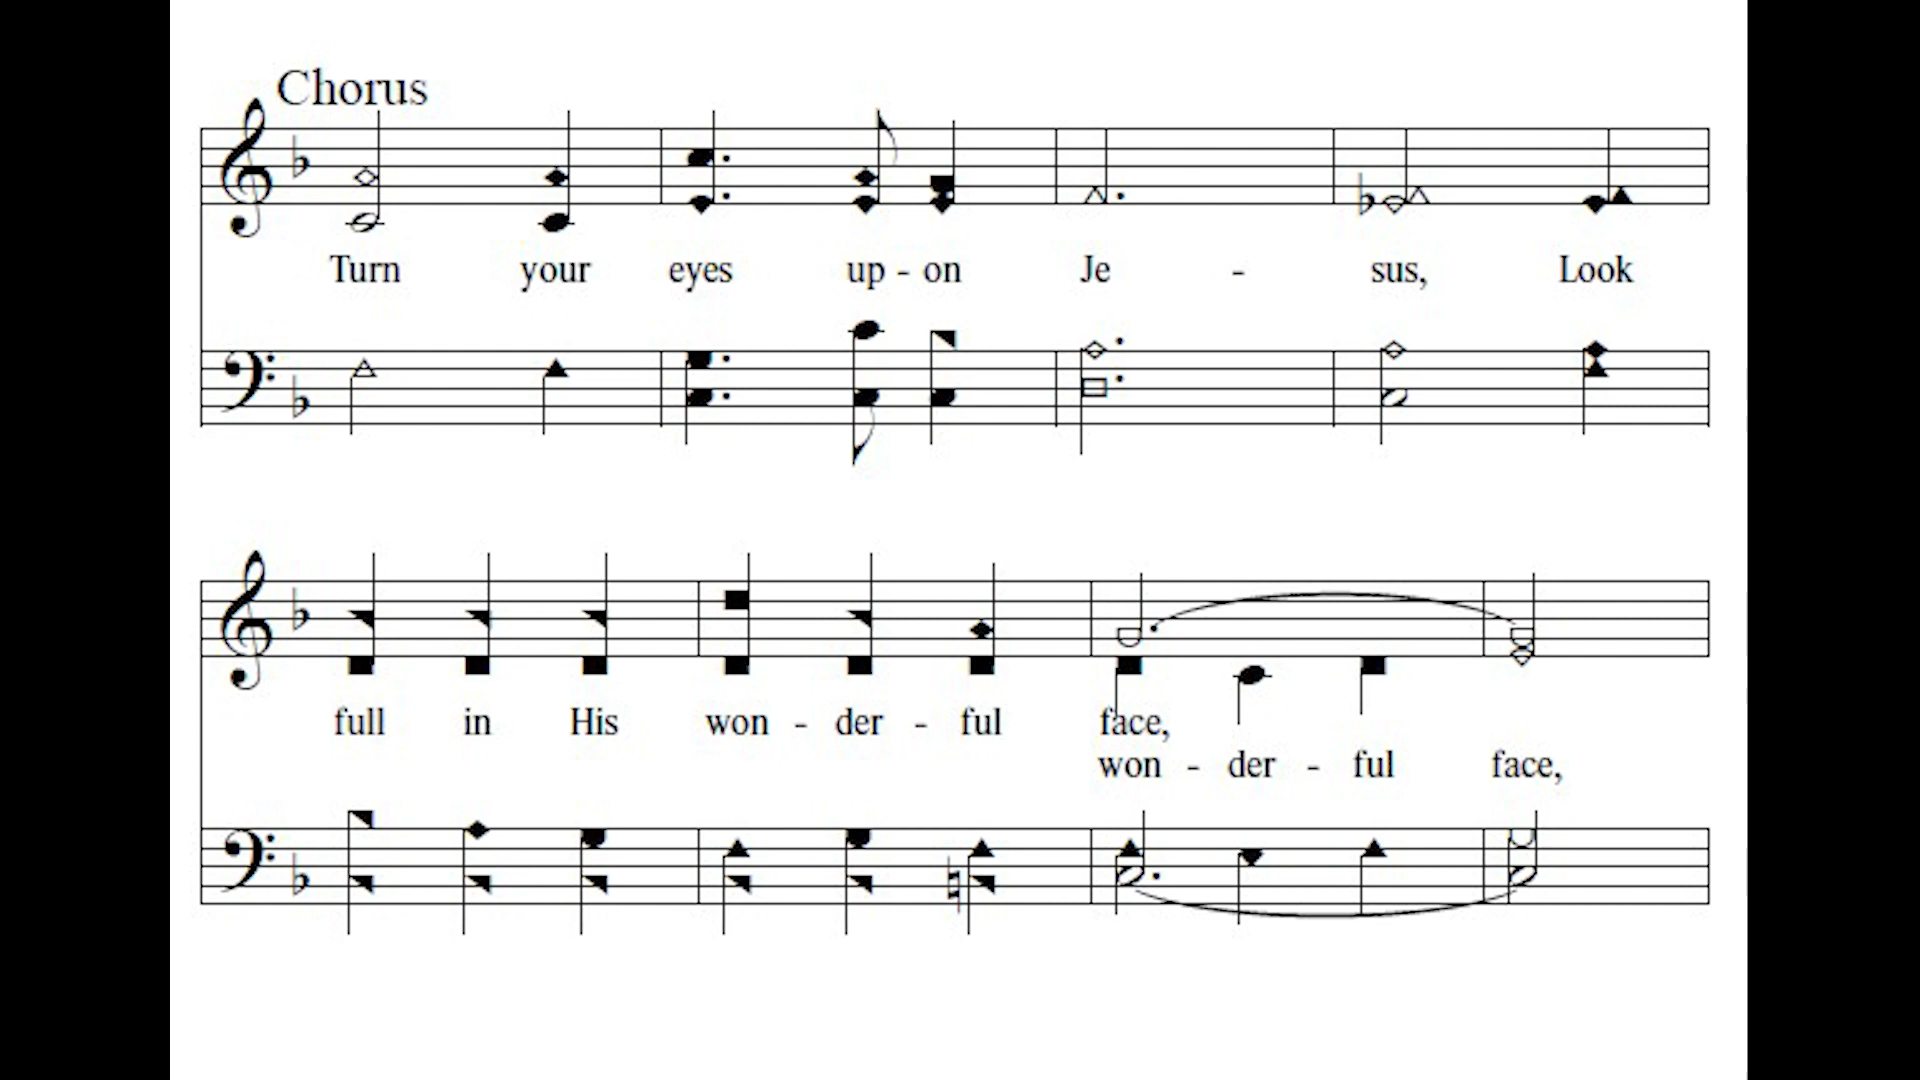 Chorus
Turn your eyes up - on Je - sus, Look
full in His won - der - ful face,
won - der - ful face,